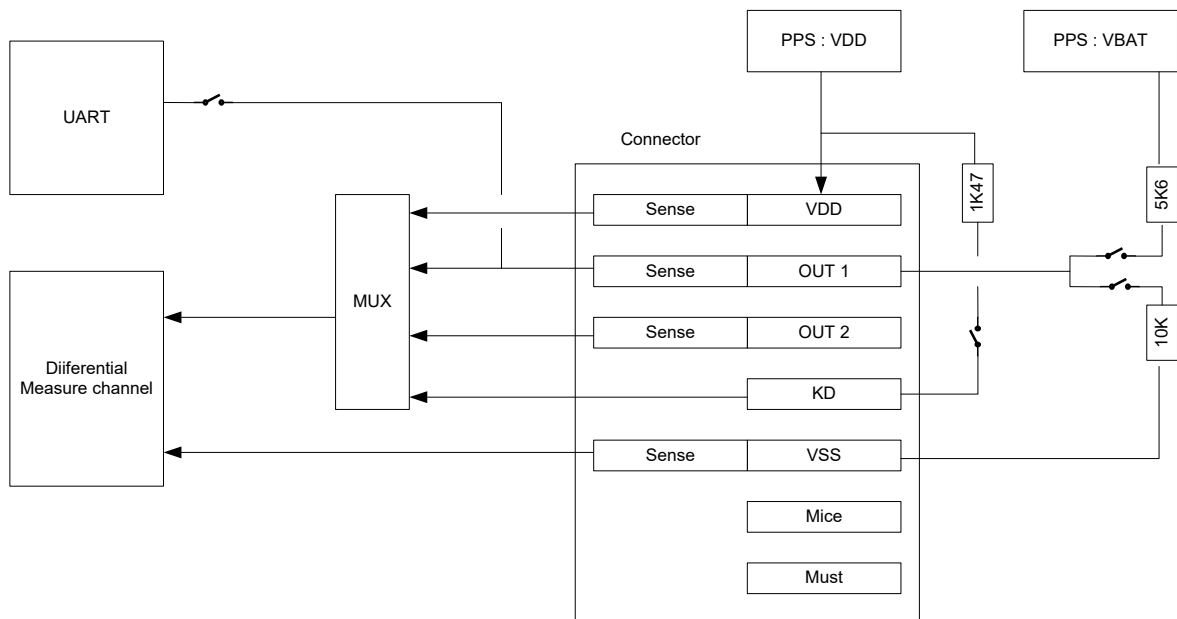 PPS : VDD
PPS : VBAT
UART
Connector
1K47
5K6
Sense
VDD
Sense
OUT 1
MUX
Sense
OUT 2
10K
Diiferential
Measure channel
KD
Sense
VSS
Mice
Must